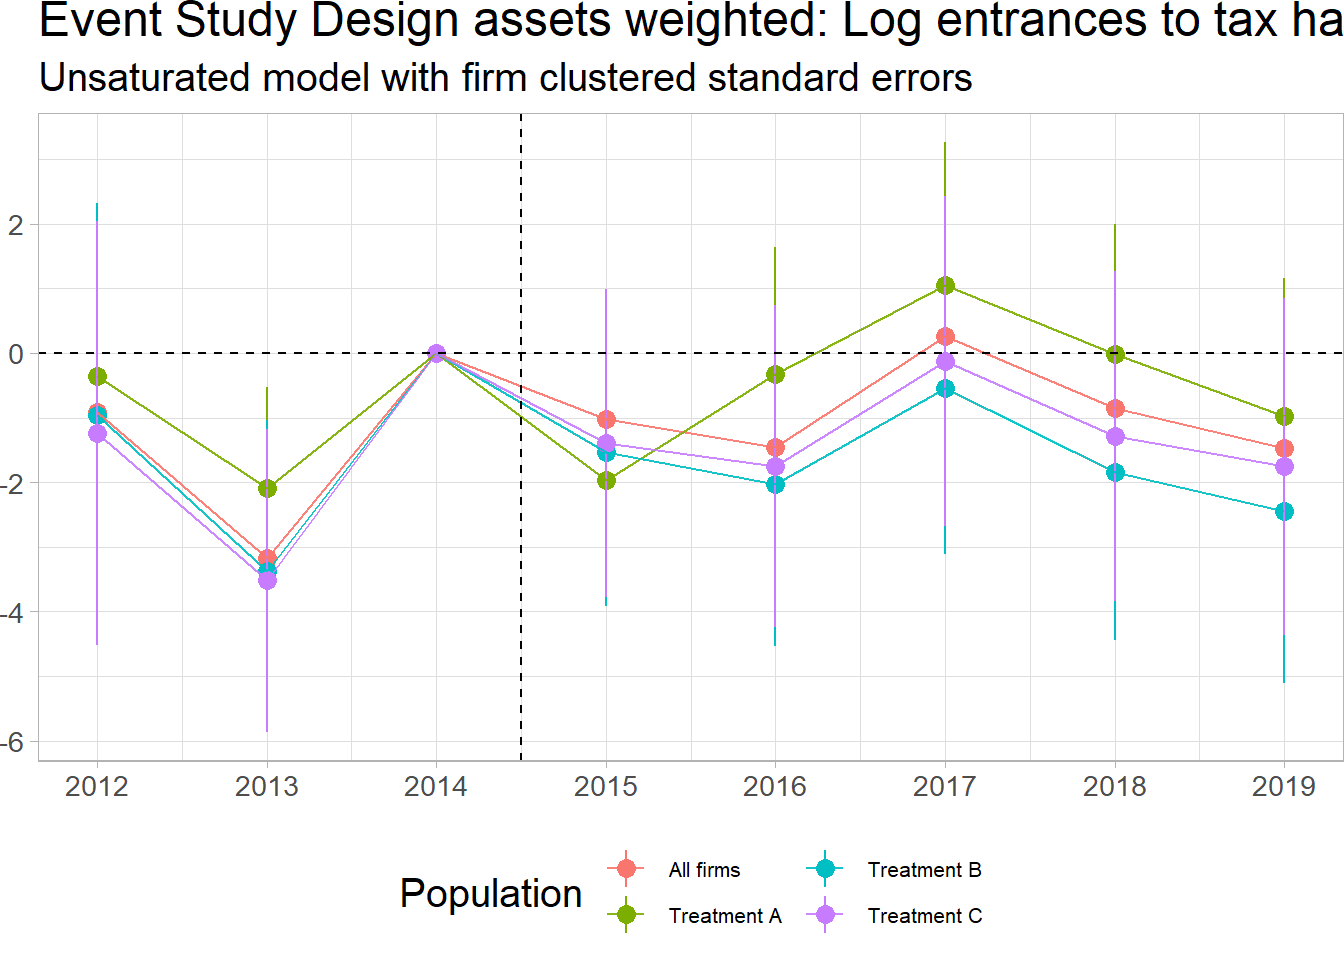 Event Study Design assets weighted: Log entrances to tax ha
Unsaturated model with firm clustered standard errors
2
0
-2
-4
-6
2012 2013 2014 2015 2016 2017 2018 2019
Population
All firms
Treatment A
Treatment B
Treatment C